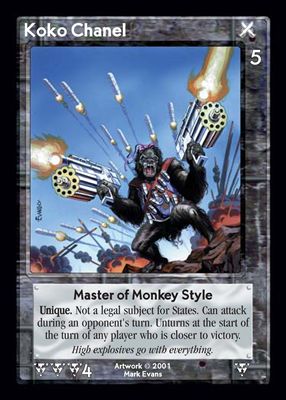 Koko Chanel
5
EVANS01
Master of Monkey Style
Unique. Not a legal subject for States. Can attack
during an opponent's turn. Unturns at the start of
the turn of any player who is closer to victory.
High explosives go with everything.
4
Artwork © 2001
Mark Evans